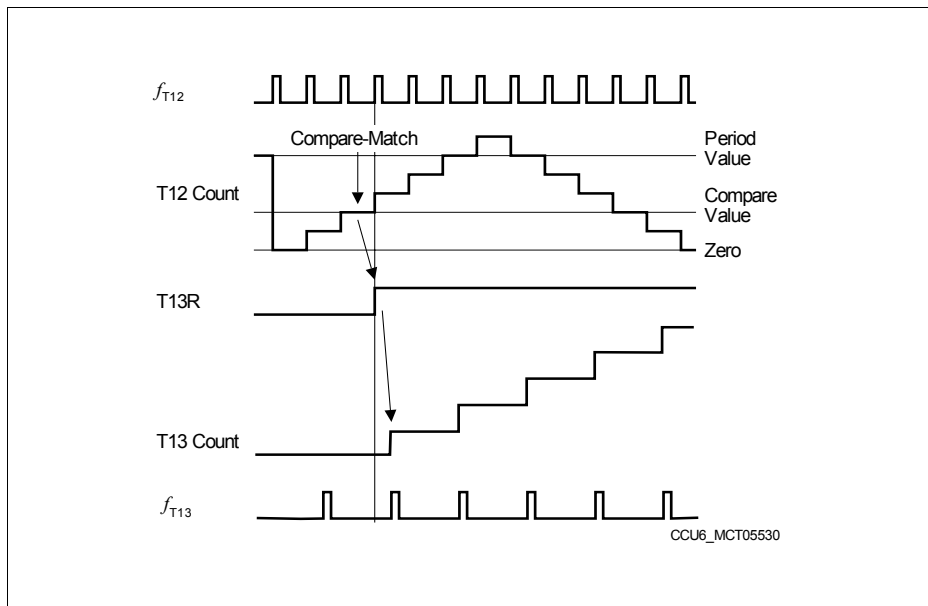 fT12
Compare-Match
Period
Value
T12 Count
Compare
Value
Zero
T13R
T13 Count
fT13
CCU6_MCT05530